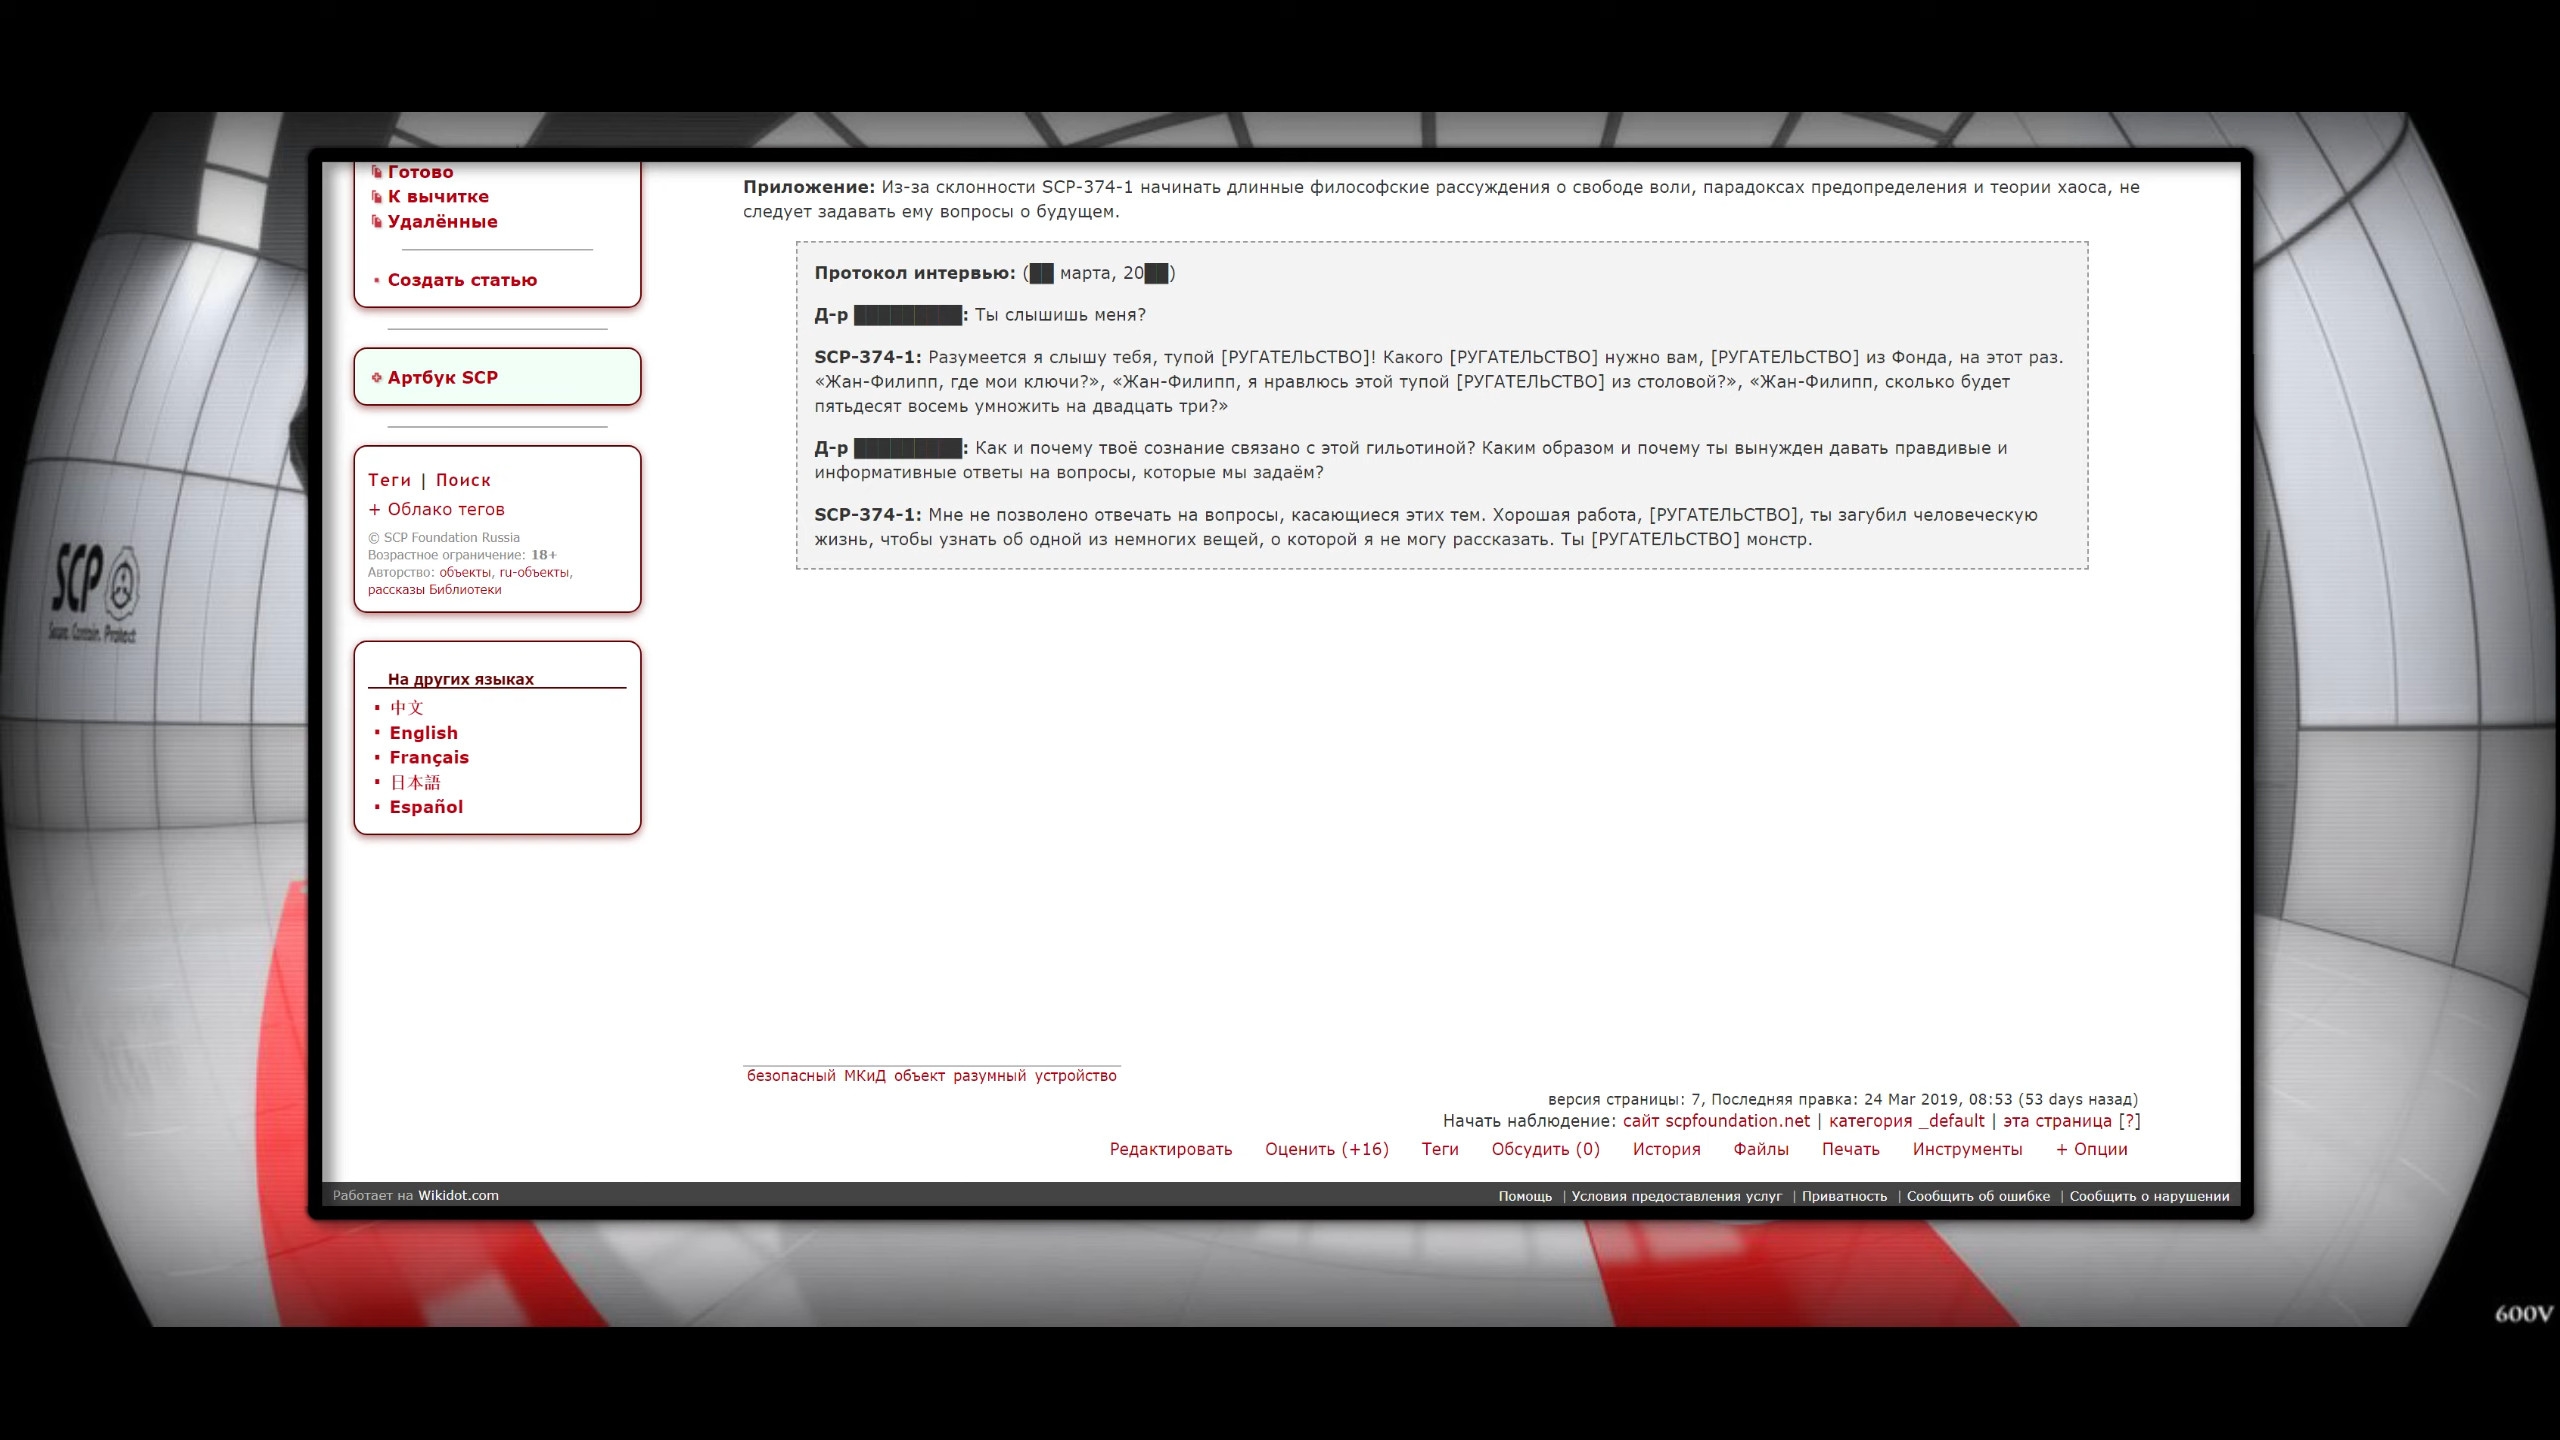 Готово
К вычитке
Удалённые
Создать статью
Артбук SCP
Теги | Поиск
+ Облако тегов
© SCP Foundation Russia
Возрастное ограничение: 18+
Авторство: объекты, ru-объекты,
рассказы Библиотеки
На других языках
中文
English
Français
日本語
Español
Приложение: Из-за склонности SCP-374-1 начинать длинные философские рассуждения о свободе воли, парадоксах предопределения и теории хаоса, не
следует задавать ему вопросы о будущем.
Протокол интервью: (██ марта, 20██)
Д-р █████████: Ты слышишь меня?
SCP-374-1: Разумеется я слышу тебя, тупой [РУГАТЕЛЬСТВО]! Какого [РУГАТЕЛЬСТВО] нужно вам, [РУГАТЕЛЬСТВО] из Фонда, на этот раз.
«Жан-Филипп, где мои ключи?», «Жан-Филипп, я нравлюсь этой тупой [РУГАТЕЛЬСТВО] из столовой?», «Жан-Филипп, сколько будет
пятьдесят восемь умножить на двадцать три?»
Д-р █████████: Как и почему твоё сознание связано с этой гильотиной? Каким образом и почему ты вынужден давать правдивые и
информативные ответы на вопросы, которые мы задаём?
SCP-374-1: Мне не позволено отвечать на вопросы, касающиеся этих тем. Хорошая работа, [РУГАТЕЛЬСТВО], ты загубил человеческую
жизнь, чтобы узнать об одной из немногих вещей, о которой я не могу рассказать. Ты [РУГАТЕЛЬСТВО] монстр.
безопасный МКиД объект разумный устройство
версия страницы: 7, Последняя правка: 24 Mar 2019, 08:53 (53 days назад)
Начать наблюдение: сайт scpfoundation.net | категория _default | эта страница [?]
Редактировать Оценить (+16) Теги Обсудить (0) История Файлы Печать Инструменты + Опции
Работает на Wikidot.com
Помощь | Условия предоставления услуг | Приватность | Сообщить об ошибке | Сообщить о нарушении
SCP
Secure. Contain. Protect
600V